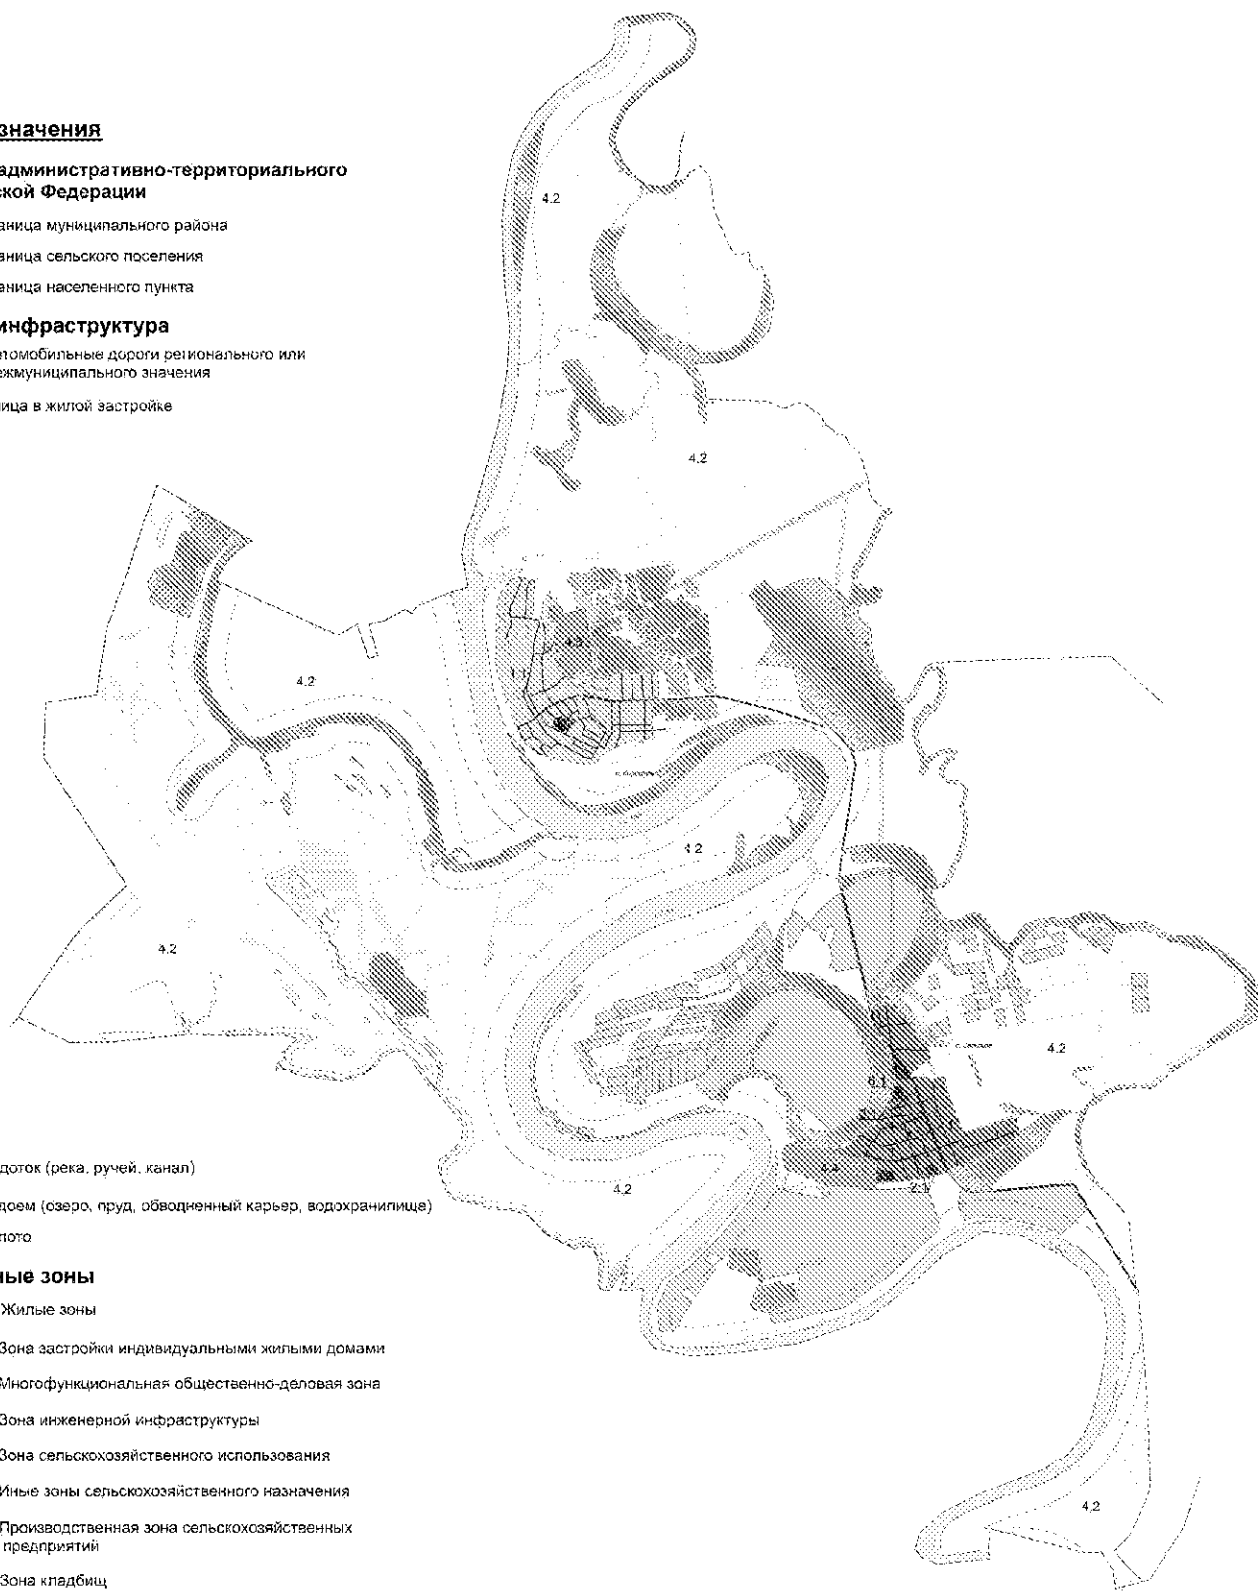 значения
административно-территориального
ской Федерации
аница муниципального района
аница сельского поселения
аница населенного пункта
инфраструктура
томобильные дороги регионального или
ежмуниципального значения
ица в жилой застройке
4.2
4.2
4.2
4.2
4.2
4.2
6.1
4.4
2.1
4.2
4.2
доток (река, ручей, канал)
доем (озеро, пруд, обводненный карьер, водохранилище)
лото
ные зоны
Жилые зоны
Зона застройки индивидуальными жилыми домами
Многофункциональная общественно-деловая зона
Зона инженерной инфраструктуры
Зона сельскохозяйственного использования
Иные зоны сельскохозяйственного назначения
Производственная зона сельскохозяйственных
предприятий
Зона кладбищ